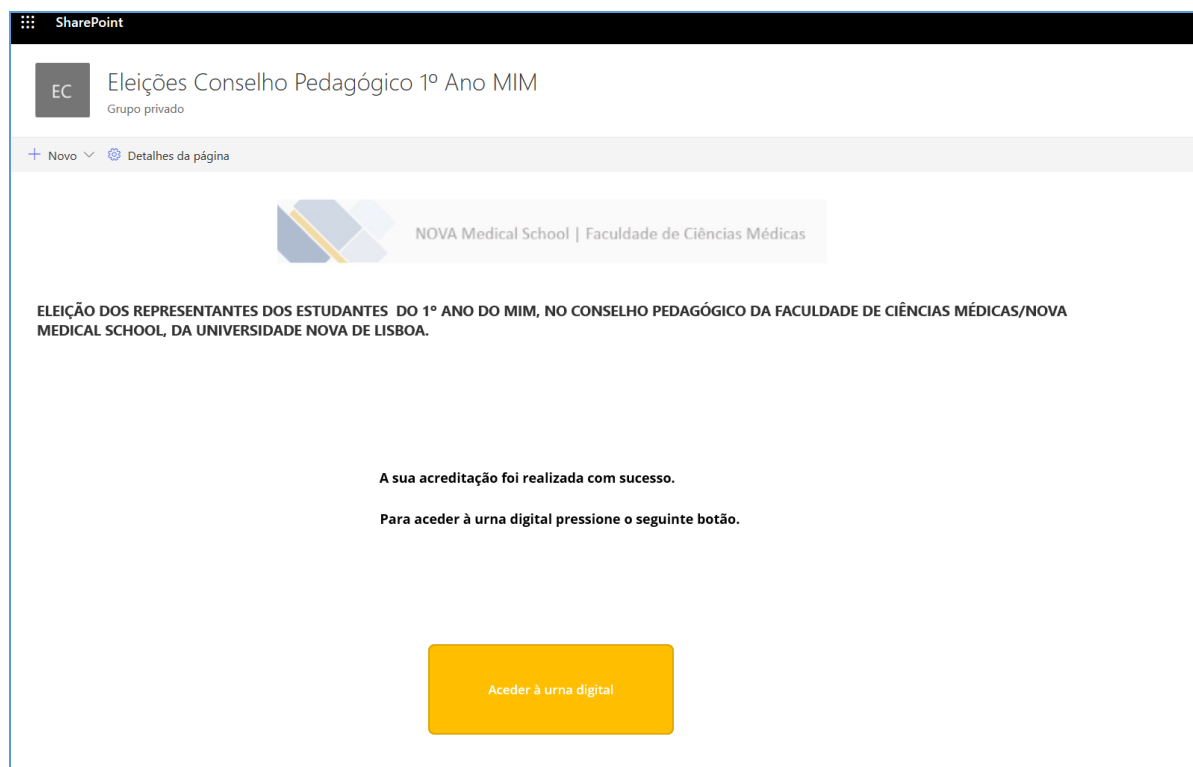 SharePoint
EC
Eleições Conselho Pedagógico 1º Ano MIM
Grupo privado
Novo
Detalhes da página
NOVA Medical School | Faculdade de Ciências Médicas
ELEIÇÃO DOS REPRESENTANTES DOS ESTUDANTES DO 1º ANO DO MIM, NO CONSELHO PEDAGÓGICO DA FACULDADE DE CIÊNCIAS MÉDICAS/NOVA
MEDICAL SCHOOL, DA UNIVERSIDADE NOVA DE LISBOA.
A sua acreditação foi realizada com sucesso.
Para aceder à urna digital pressione o seguinte botão.
Aceder à urna digital